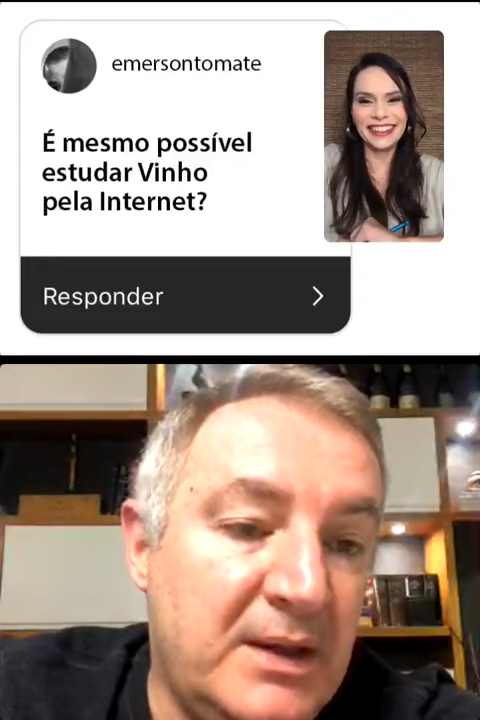 emersontomate
É mesmo possível
estudar Vinho
pela Internet?
Responder